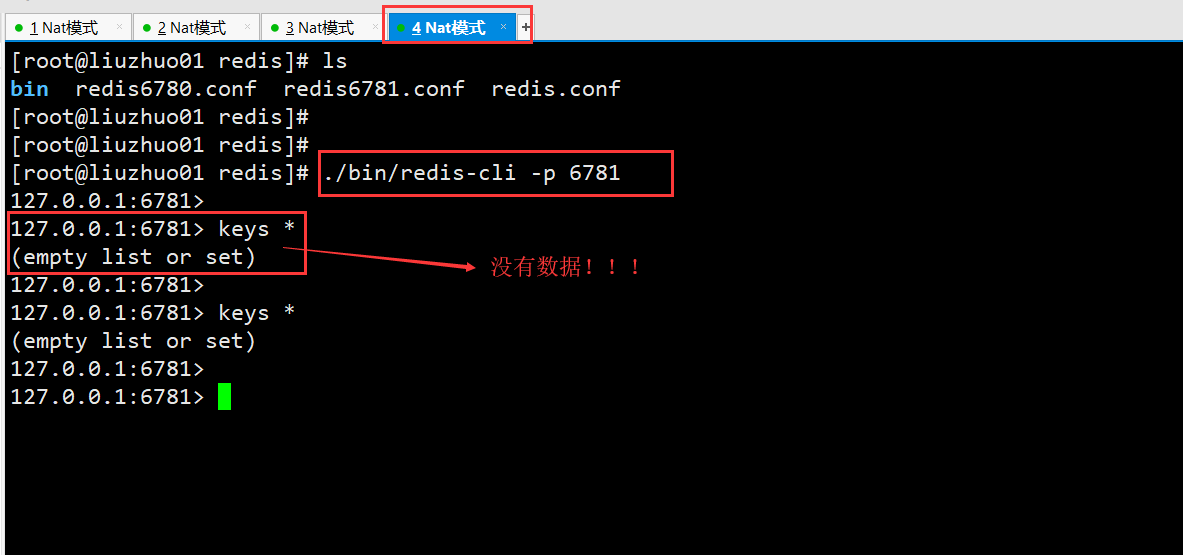 1 Nat模式 × 2 Nat模式 × 3 Nat模式 × 4 Nat模式 × +
[root@liuzhuo01 redis]# ls
bin  redis6780.conf  redis6781.conf  redis.conf
[root@liuzhuo01 redis]#
[root@liuzhuo01 redis]#
[root@liuzhuo01 redis]# ./bin/redis-cli -p 6781
127.0.0.1:6781>
127.0.0.1:6781> keys *
(empty list or set)
没有数据！！！
127.0.0.1:6781>
127.0.0.1:6781> keys *
(empty list or set)
127.0.0.1:6781>
127.0.0.1:6781>